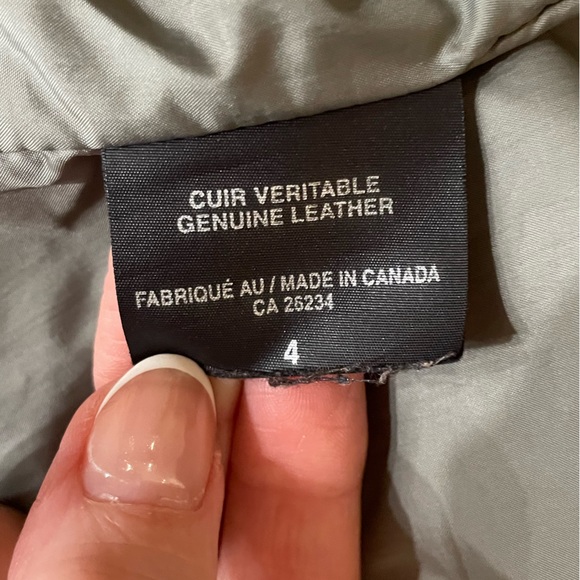 CUIR VERITABLE
GENUINE LEATHER
FABRIQUÉ AU / MADE IN CANADA
CA 26234
4